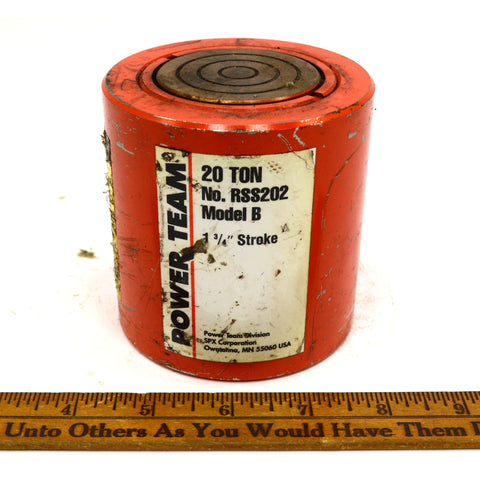 POWER TEAM
20 TON
No. RSS202
Model B
1 3/4" Stroke
Power Team Division
SPX Corporation
Owatonna, MN 55060 USA
4 5 6 7 8 9
Unto Others As You Would Have Them D